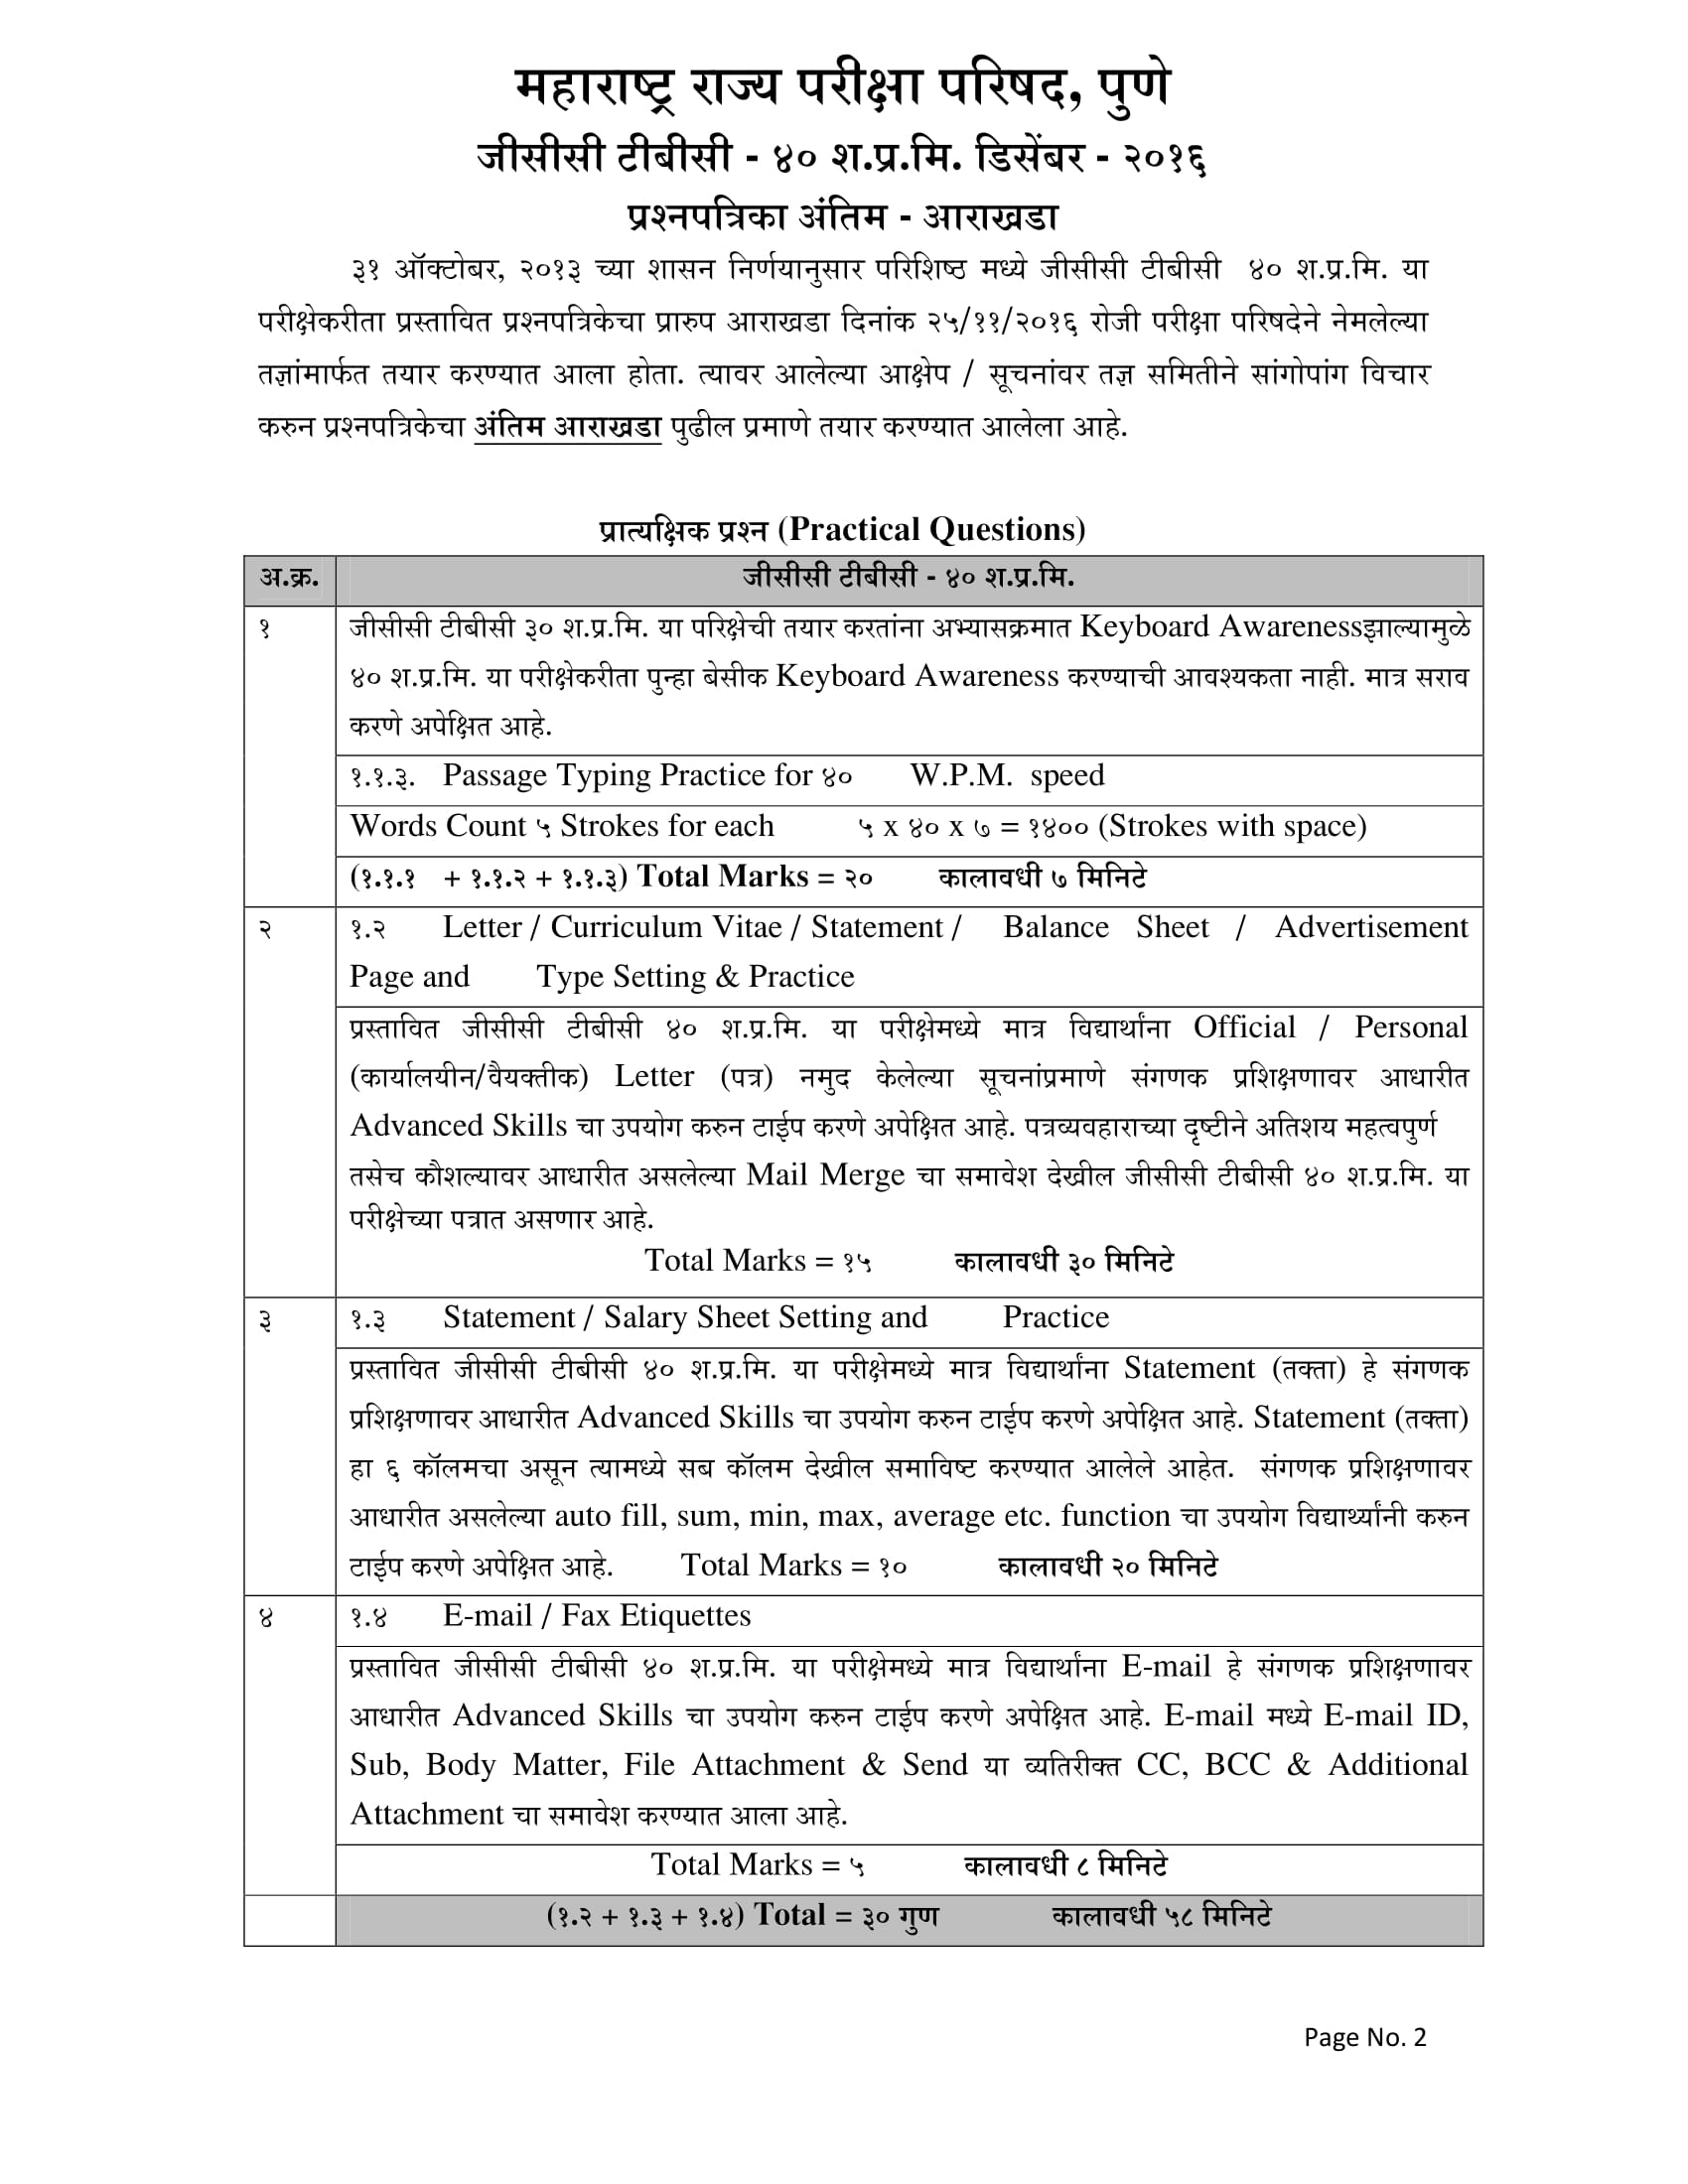 महाराष्ट्र राज्य परीक्षा परिषद, पुणे
जीसीसी टीबीसी - ४० श.प्र.मि. डिसेंबर - २०१६
प्रश्नपत्रिका अंतिम - आराखडा
३१ ऑक्टोबर, २०१३ च्या शासन निर्णयानुसार परिशिष्ठ मध्ये जीसीसी टीबीसी ४० श.प्र.मि. या
परीक्षेकरीता प्रस्तावित प्रश्नपत्रिकेचा प्रारुप आराखडा दिनांक २५/११/२०१६ रोजी परीक्षा परिषदेने नेमलेल्या
तज्ञांमार्फत तयार करण्यात आला होता. त्यावर आलेल्या आक्षेप / सूचनांवर तज्ञ समितीने सांगोपांग विचार
करुन प्रश्नपत्रिकेचा अंतिम आराखडा पुढील प्रमाणे तयार करण्यात आलेला आहे.
प्रात्यक्षिक प्रश्न (Practical Questions)
अ.क्र. जीसीसी टीबीसी - ४० श.प्र.मि.
१ जीसीसी टीबीसी ३० श.प्र.मि. या परिक्षेची तयार करतांना अभ्यासक्रमात Keyboard Awarenessझाल्यामुळे
४० श.प्र.मि. या परीक्षेकरीता पुन्हा बेसीक Keyboard Awareness करण्याची आवश्यकता नाही. मात्र सराव
करणे अपेक्षित आहे.
१.१.३. Passage Typing Practice for ४० W.P.M. speed
Words Count ५ Strokes for each ५ x ४० x ७ = १४०० (Strokes with space)
(१.१.१ + १.१.२ + १.१.३) Total Marks = २० कालावधी ७ मिनिटे
२ १.२ Letter / Curriculum Vitae / Statement / Balance Sheet / Advertisement
Page and Type Setting & Practice
प्रस्तावित जीसीसी टीबीसी ४० श.प्र.मि. या परीक्षेमध्ये मात्र विद्यार्थांना Official / Personal
(कार्यालयीन/वैयक्तीक) Letter (पत्र) नमुद केलेल्या सूचनांप्रमाणे संगणक प्रशिक्षणावर आधारीत
Advanced Skills चा उपयोग करुन टाईप करणे अपेक्षित आहे. पत्रव्यवहाराच्या दृष्टीने अतिशय महत्वपुर्ण
तसेच कौशल्यावर आधारीत असलेल्या Mail Merge चा समावेश देखील जीसीसी टीबीसी ४० श.प्र.मि. या
परीक्षेच्या पत्रात असणार आहे.
Total Marks = १५ कालावधी ३० मिनिटे
३ १.३ Statement / Salary Sheet Setting and Practice
प्रस्तावित जीसीसी टीबीसी ४० श.प्र.मि. या परीक्षेमध्ये मात्र विद्यार्थांना Statement (तक्ता) हे संगणक
प्रशिक्षणावर आधारीत Advanced Skills चा उपयोग करुन टाईप करणे अपेक्षित आहे. Statement (तक्ता)
हा ६ कॉलमचा असून त्यामध्ये सब कॉलम देखील समाविष्ट करण्यात आलेले आहेत. संगणक प्रशिक्षणावर
आधारीत असलेल्या auto fill, sum, min, max, average etc. function चा उपयोग विद्यार्थ्यांनी करुन
टाईप करणे अपेक्षित आहे. Total Marks = १० कालावधी २० मिनिटे
४ १.४ E-mail / Fax Etiquettes
प्रस्तावित जीसीसी टीबीसी ४० श.प्र.मि. या परीक्षेमध्ये मात्र विद्यार्थांना E-mail हे संगणक प्रशिक्षणावर
आधारीत Advanced Skills चा उपयोग करुन टाईप करणे अपेक्षित आहे. E-mail मध्ये E-mail ID,
Sub, Body Matter, File Attachment & Send या व्यतिरीक्त CC, BCC & Additional
Attachment चा समावेश करण्यात आला आहे.
Total Marks = ५ कालावधी ८ मिनिटे
(१.२ + १.३ + १.४) Total = ३० गुण कालावधी ५८ मिनिटे
Page No. 2